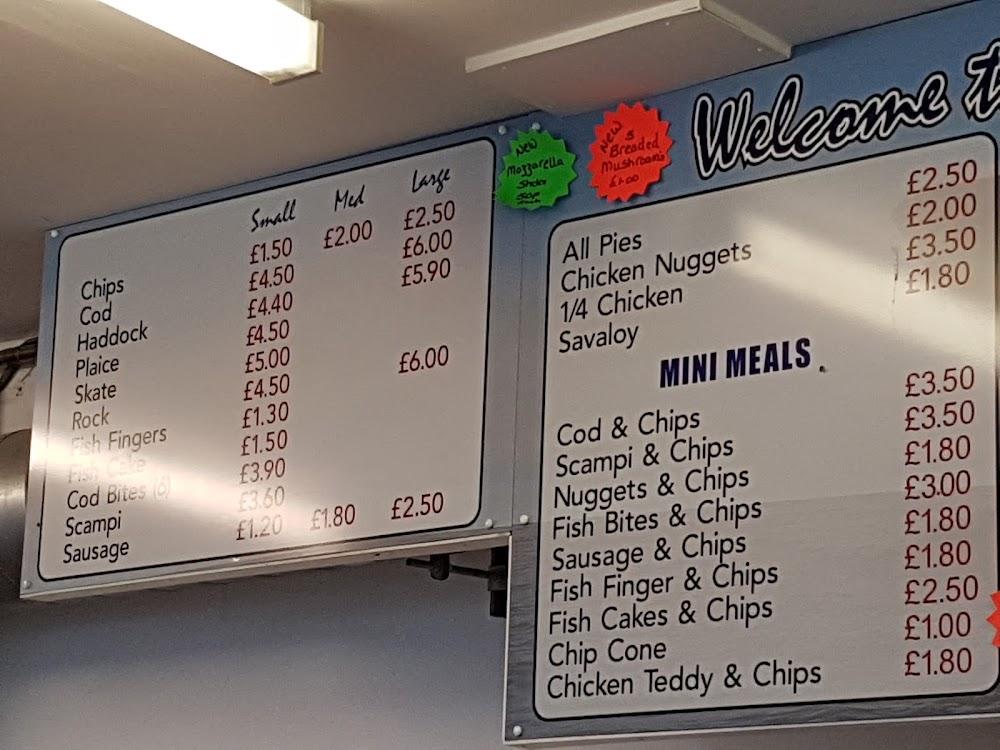 Small Med Large
Chips £1.50 £2.00 £2.50
Cod £4.50 £6.00
Haddock £4.40 £5.90
Plaice £4.50
Skate £5.00
Rock £4.50 £6.00
Fish Fingers £1.30
Fish Cake £1.50
Cod Bites (6) £3.90
Scampi £3.60
Sausage £1.20 £1.80 £2.50
New
Mozzarella
Sticks
50p
New 5
Breaded
Mushrooms
£1.00
Welcome t
All Pies £2.50
Chicken Nuggets £2.00
1/4 Chicken £3.50
Savaloy £1.80
MINI MEALS
Cod & Chips £3.50
Scampi & Chips £3.50
Nuggets & Chips £1.80
Fish Bites & Chips £3.00
Sausage & Chips £1.80
Fish Finger & Chips £1.80
Fish Cakes & Chips £2.50
Chip Cone £1.00
Chicken Teddy & Chips £1.80